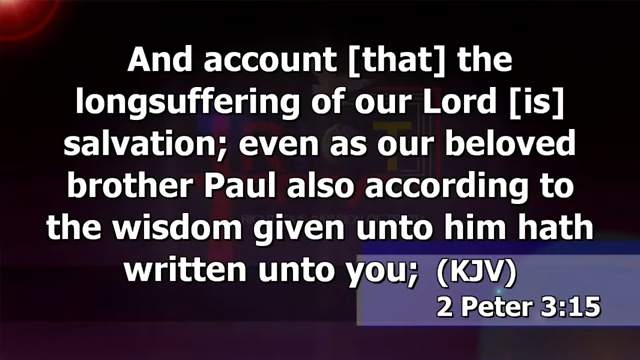 And account [that] the
longsuffering of our Lord [is]
salvation; even as our beloved
brother Paul also according to
the wisdom given unto him hath
written unto you; (KJV)
2 Peter 3:15